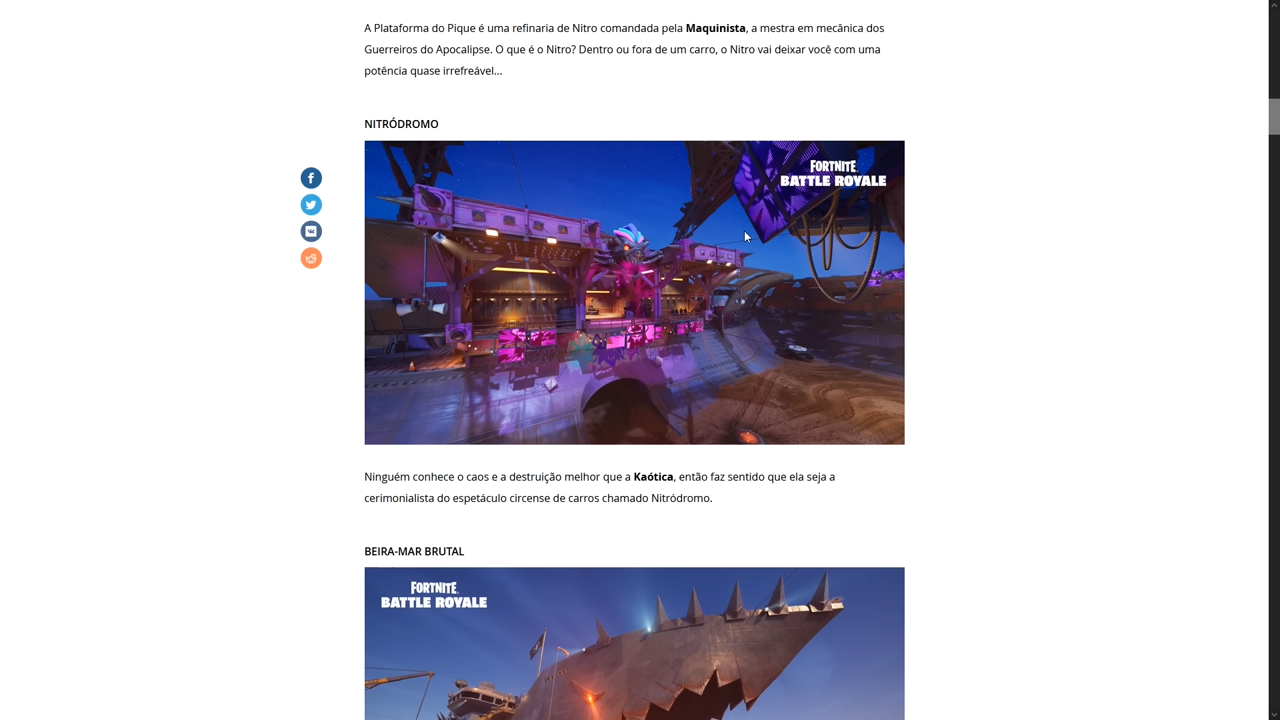 A Plataforma do Pique é uma refinaria de Nitro comandada pela Maquinista, a mestra em mecânica dos
Guerreiros do Apocalipse. O que é o Nitro? Dentro ou fora de um carro, o Nitro vai deixar você com uma
potência quase irrefreável...
NITRÓDROMO
FORTNITE
BATTLE ROYALE
Ninguém conhece o caos e a destruição melhor que a Kaótica, então faz sentido que ela seja a
cerimonialista do espetáculo circense de carros chamado Nitródromo.
BEIRA-MAR BRUTAL
FORTNITE
BATTLE ROYALE